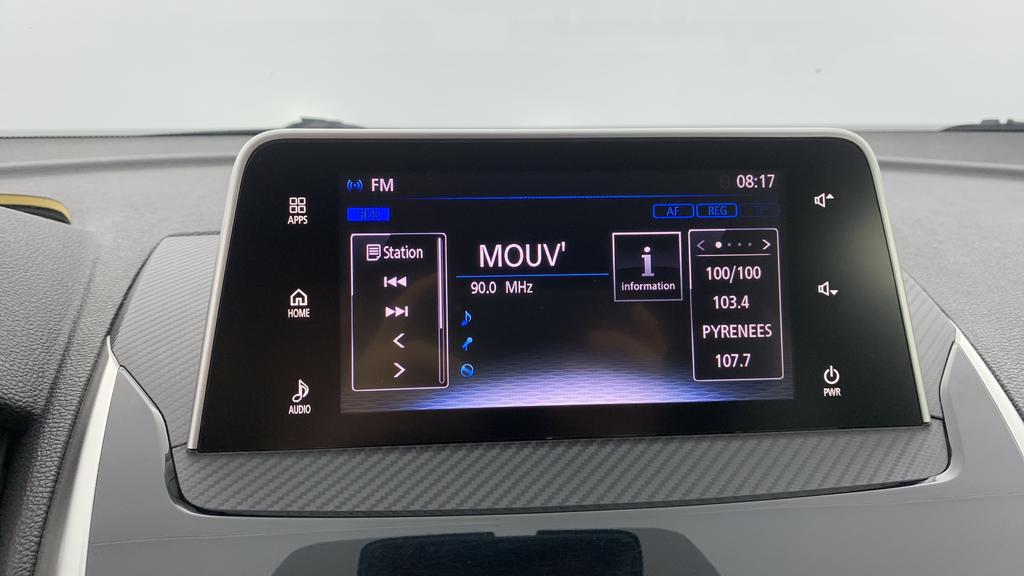 FM
08:17
RDS
AF REG TP
APPS
Station
MOUV'
90.0 MHz
information
100/100
103.4
PYRENEES
107.7
HOME
AUDIO
PWR